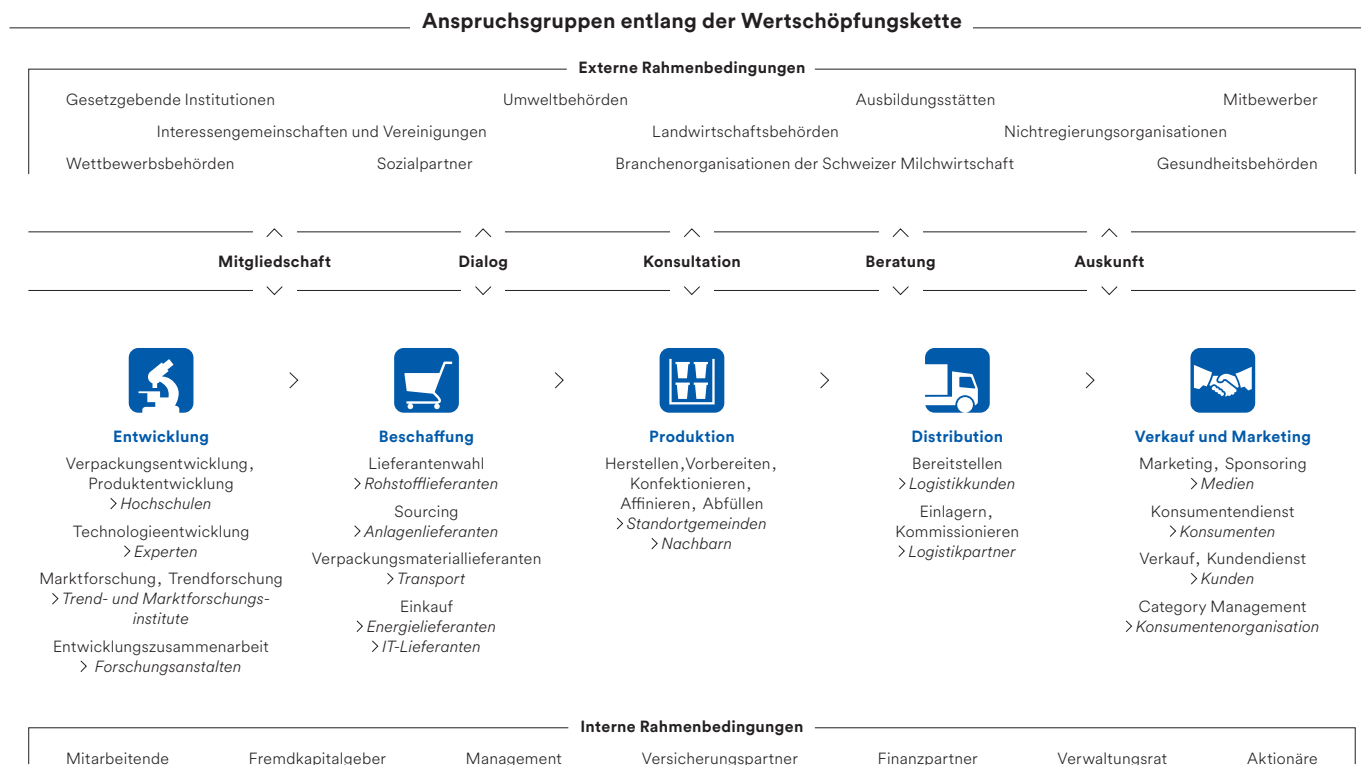 Anspruchsgruppen entlang der Wertschöpfungskette
Externe Rahmenbedingungen
Gesetzgebende Institutionen Umweltbehörden Ausbildungsstätten Mitbewerber
Interessengemeinschaften und Vereinigungen Landwirtschaftsbehörden Nichtregierungsorganisationen
Wettbewerbsbehörden Sozialpartner Branchenorganisationen der Schweizer Milchwirtschaft Gesundheitsbehörden
Mitgliedschaft Dialog Konsultation Beratung Auskunft
Entwicklung
Verpackungsentwicklung,
Produktentwicklung
> Hochschulen
Technologieentwicklung
> Experten
Marktforschung, Trendforschung
> Trend- und Marktforschungs-
institute
Entwicklungszusammenarbeit
> Forschungsanstalten
Beschaffung
Lieferantenwahl
> Rohstofflieferanten
Sourcing
> Anlagenlieferanten
Verpackungsmateriallieferanten
> Transport
Einkauf
> Energielieferanten
> IT-Lieferanten
Produktion
Herstellen,Vorbereiten,
Konfektionieren,
Affinieren, Abfüllen
> Standortgemeinden
> Nachbarn
Distribution
Bereitstellen
> Logistikkunden
Einlagern,
Kommissionieren
> Logistikpartner
Verkauf und Marketing
Marketing, Sponsoring
> Medien
Konsumentendienst
> Konsumenten
Verkauf, Kundendienst
> Kunden
Category Management
> Konsumentenorganisation
Interne Rahmenbedingungen
Mitarbeitende Fremdkapitalgeber Management Versicherungspartner Finanzpartner Verwaltungsrat Aktionäre